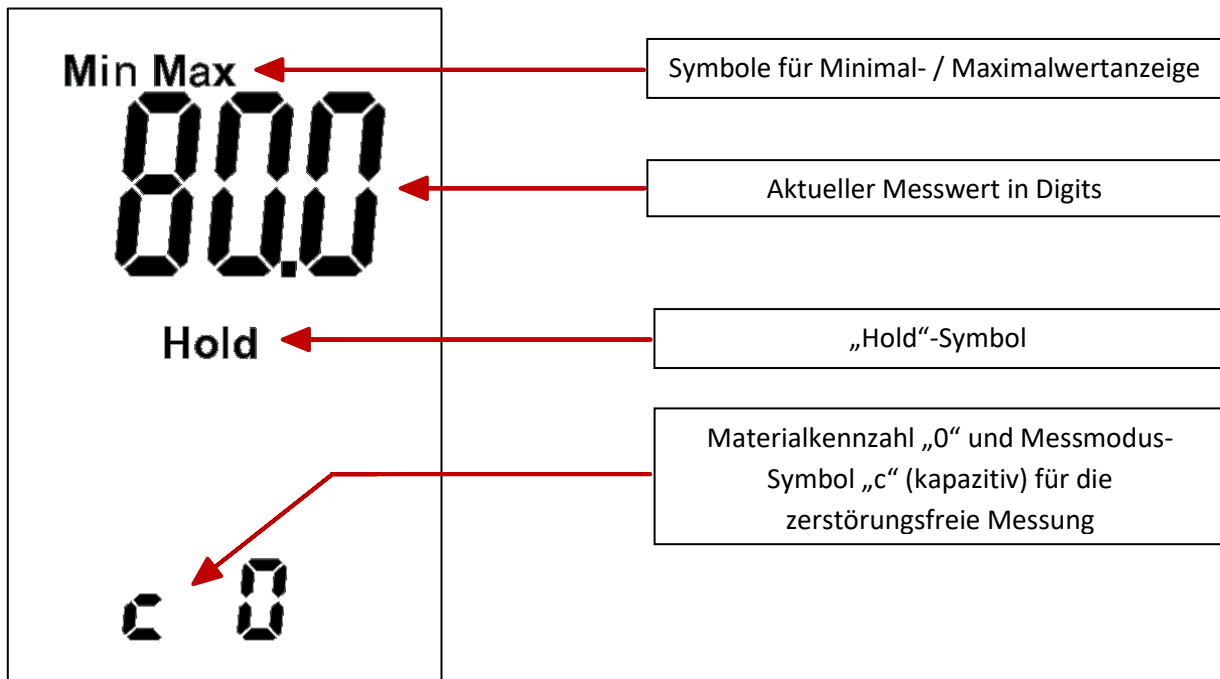 Min Max
Symbole für Minimal- / Maximalwertanzeige
80.0
Aktueller Messwert in Digits
Hold
„Hold“-Symbol
Materialkennzahl „0“ und Messmodus-
Symbol „c“ (kapazitiv) für die
zerstörungsfreie Messung
c 0